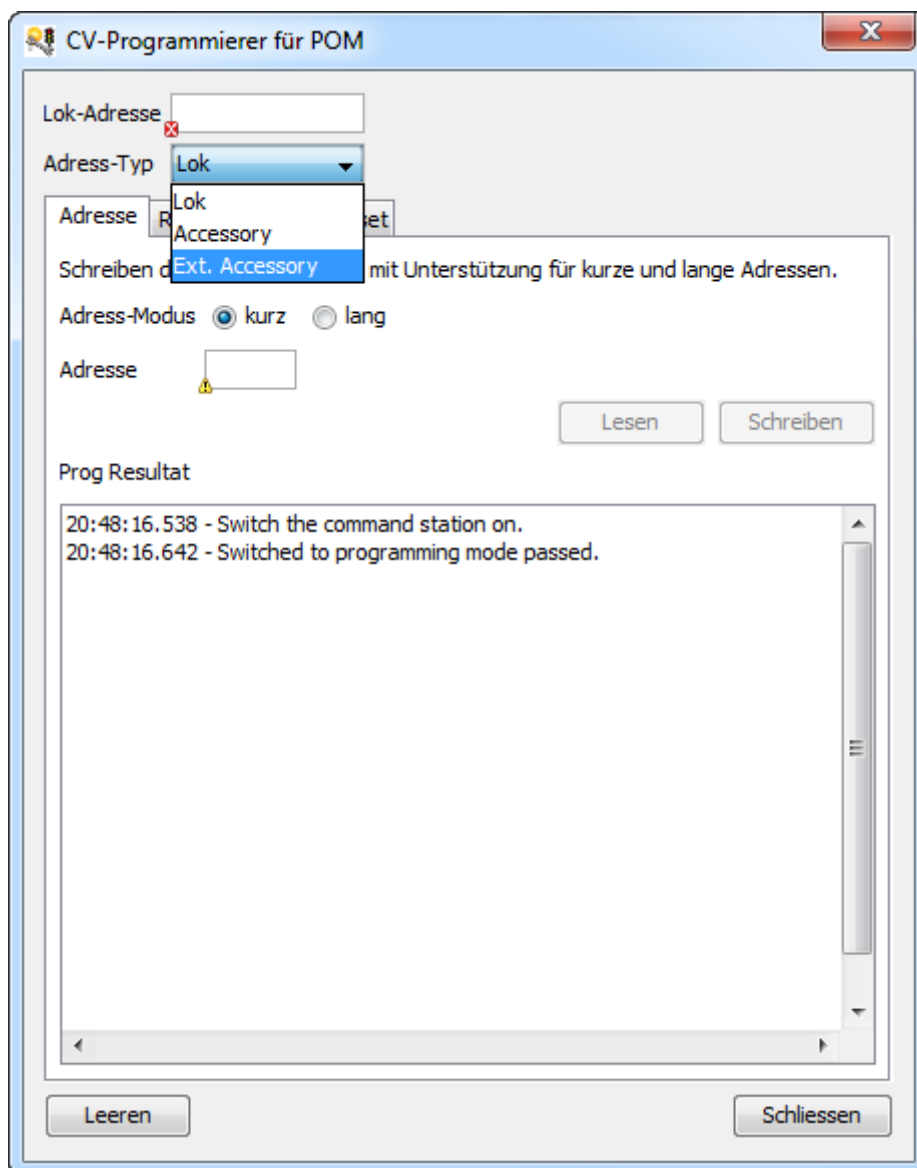 CV-Programmierer für POM
Lok-Adresse
Adress-Typ Lok
Lok
Accessory
Ext. Accessory
Adresse
Schreiben mit Unterstützung für kurze und lange Adressen.
Adress-Modus kurz lang
Adresse
Lesen Schreiben
Prog Resultat
20:48:16.538 - Switch the command station on.
20:48:16.642 - Switched to programming mode passed.
Leeren Schliessen